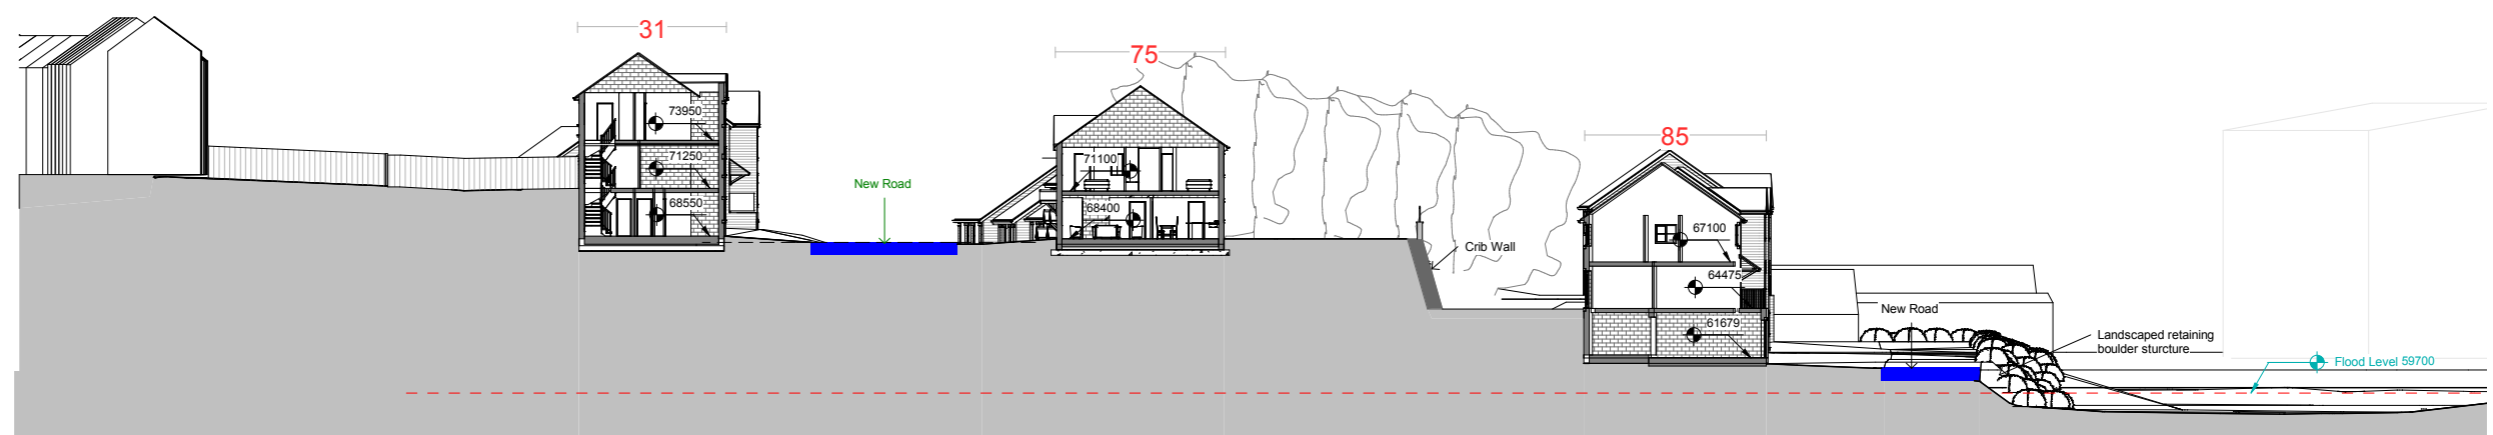 31
75
85
73950
71250
68550
New Road
71100
68400
Crib Wall
67100
64475
61679
New Road
Landscaped retaining
boulder sturcture
Flood Level 59700